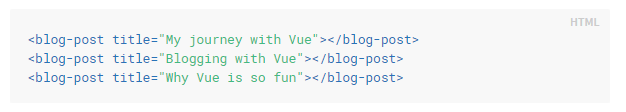 HTML
<blog-post title="My journey with Vue"></blog-post>
<blog-post title="Blogging with Vue"></blog-post>
<blog-post title="Why Vue is so fun"></blog-post>